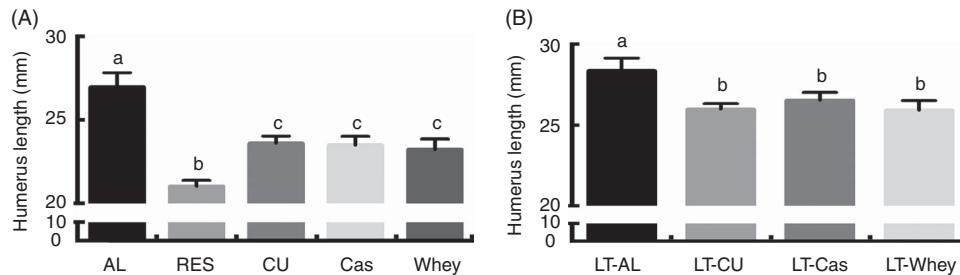 (A)
Humerus length (mm)
30
25
20
10
0
a
b
c
c
c
AL RES CU Cas Whey
(B)
Humerus length (mm)
30
25
20
10
0
a
b
b
b
LT-AL LT-CU LT-Cas LT-Whey